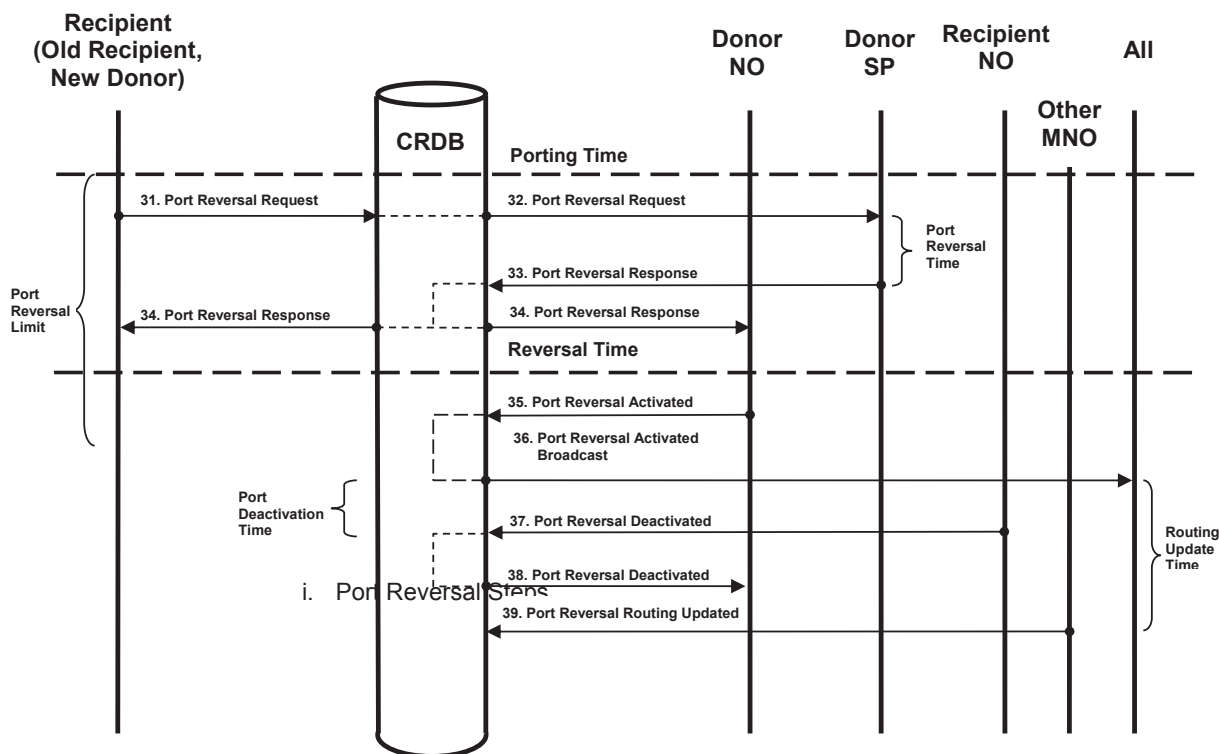 Recipient
(Old Recipient,
New Donor)
Donor
NO
Donor
SP
Recipient
NO
All
Other
MNO
CRDB
Porting Time
31. Port Reversal Request
32. Port Reversal Request
Port
Reversal
Time
33. Port Reversal Response
Port
Reversal
Limit
34. Port Reversal Response
34. Port Reversal Response
Reversal Time
35. Port Reversal Activated
36. Port Reversal Activated
Broadcast
Port
Deactivation
Time
37. Port Reversal Deactivated
Routing
Update
Time
38. Port Reversal Deactivated
i. Port Reversal Steps
39. Port Reversal Routing Updated